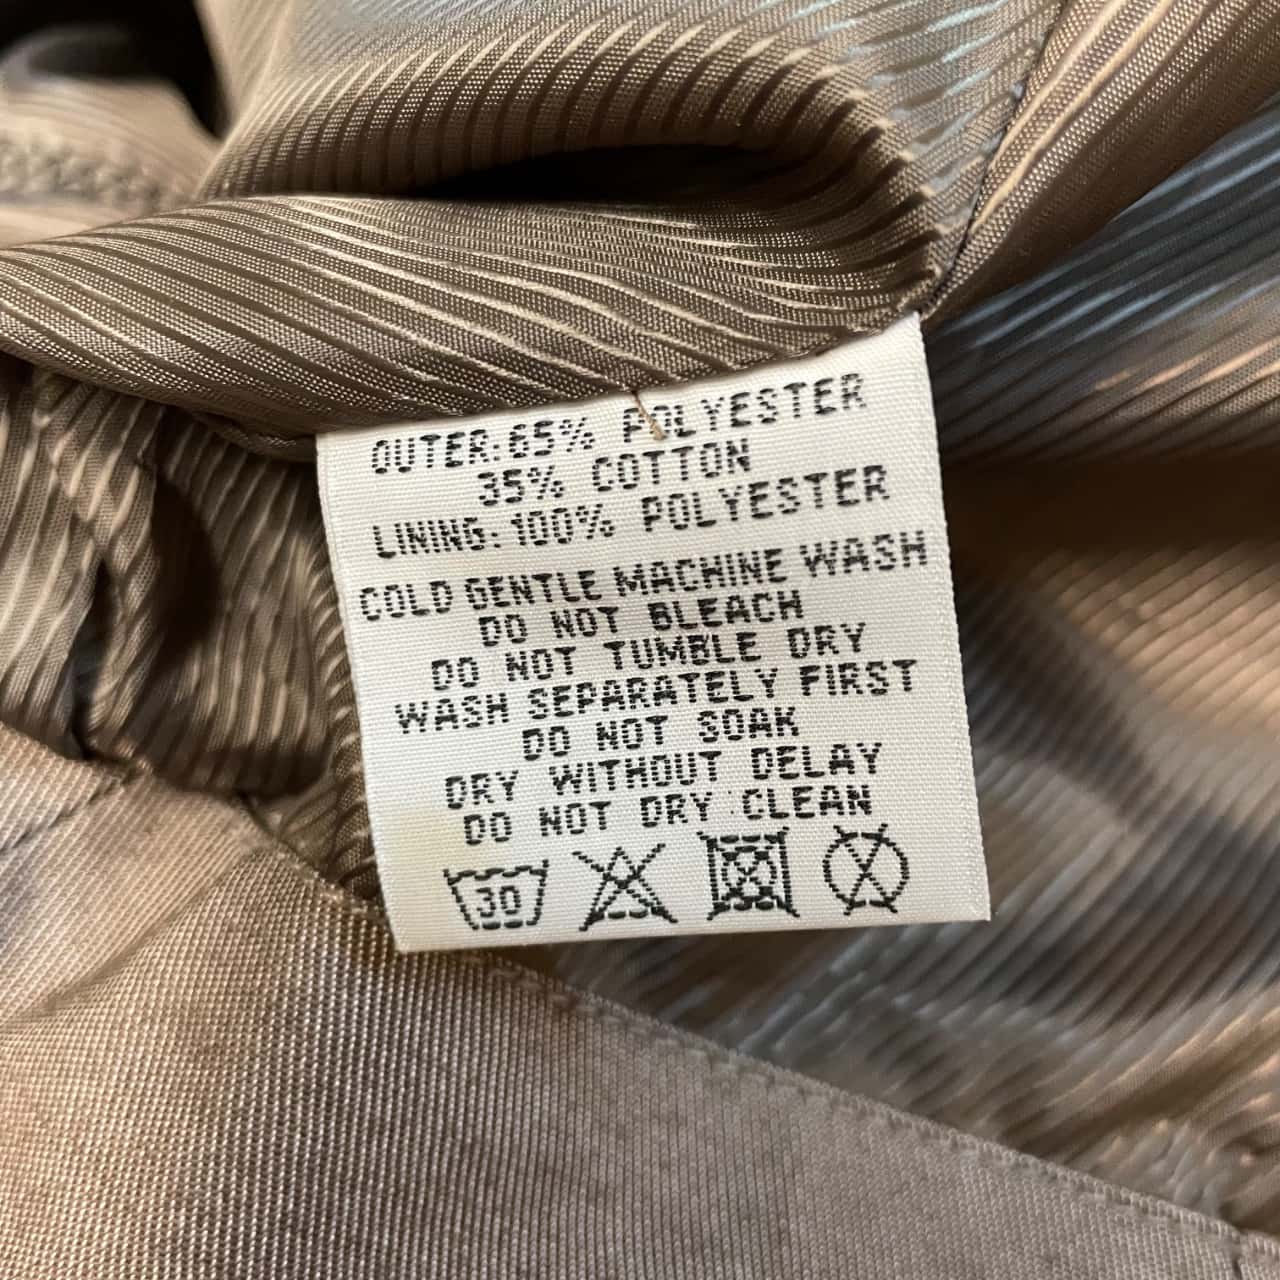 OUTER: 65% POLYESTER
35% COTTON
LINING: 100% POLYESTER
COLD GENTLE MACHINE WASH
DO NOT BLEACH
DO NOT TUMBLE DRY
WASH SEPARATELY FIRST
DO NOT SOAK
DRY WITHOUT DELAY
DO NOT DRY CLEAN
30